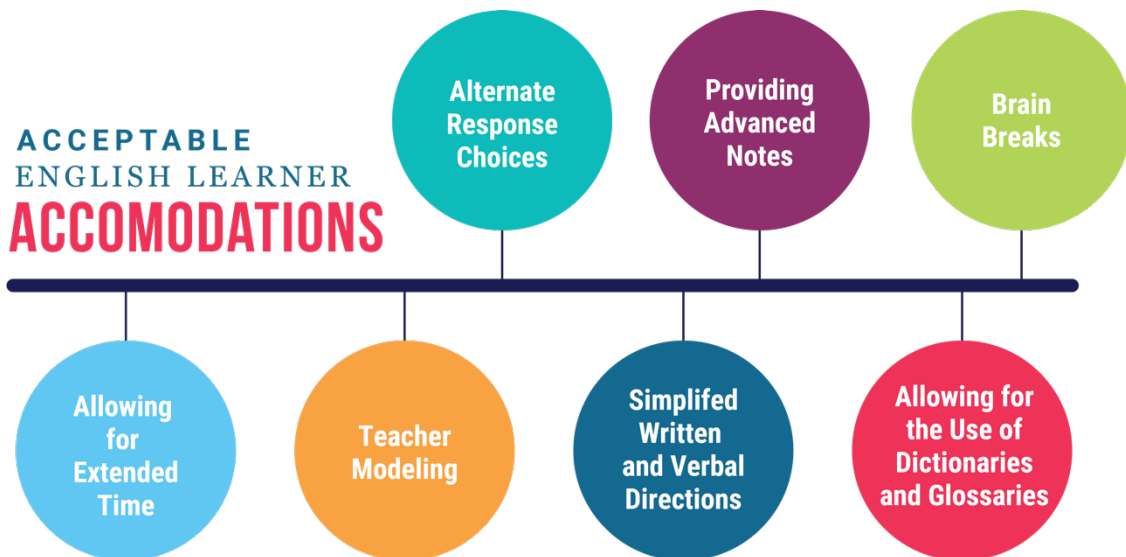 ACCEPTABLE
ENGLISH LEARNER
ACCOMODATIONS
Alternate
Response
Choices
Providing
Advanced
Notes
Brain
Breaks
Allowing
for
Extended
Time
Teacher
Modeling
Simplifed
Written
and Verbal
Directions
Allowing for
the Use of
Dictionaries
and Glossaries